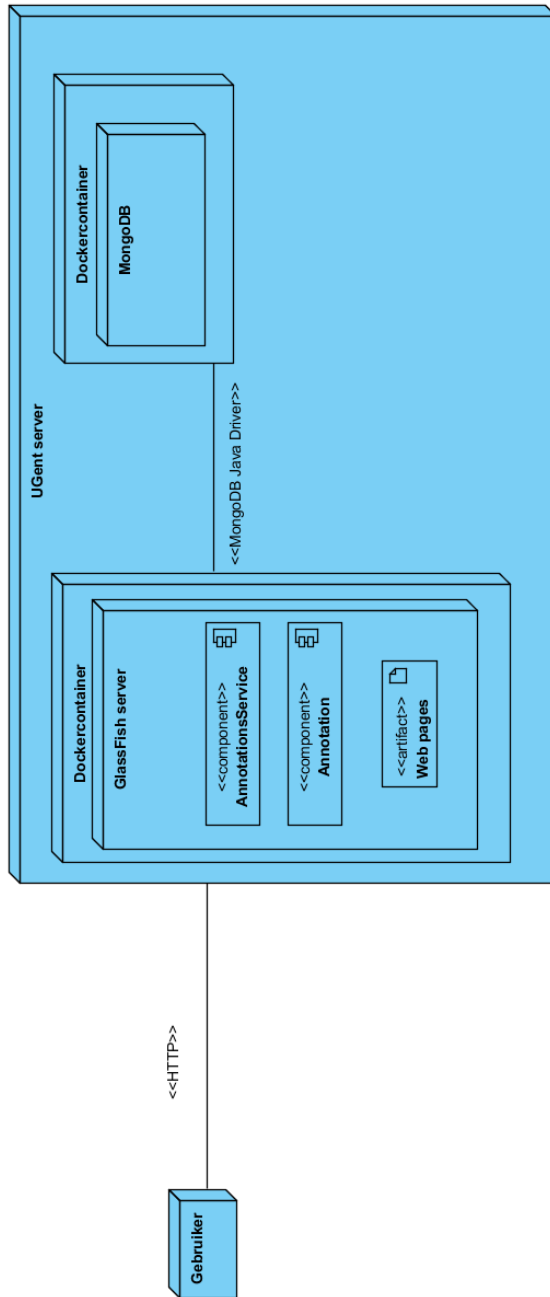 Gebruiker
<<HTTP>>
UGent server
Dockercontainer
GlassFish server
<<component>>
AnnotationsService
<<component>>
Annotation
<<artifact>>
Web pages
<<MongoDB Java Driver>>
Dockercontainer
MongoDB